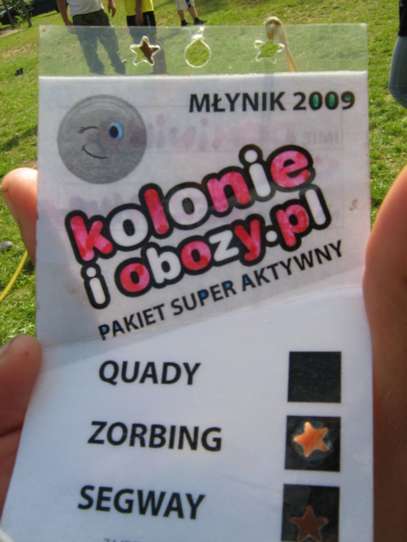 MŁYNIK 2009
kolonie
i obozy.pl
PAKIET SUPER AKTYWNY
QUADY
ZORBING
SEGWAY